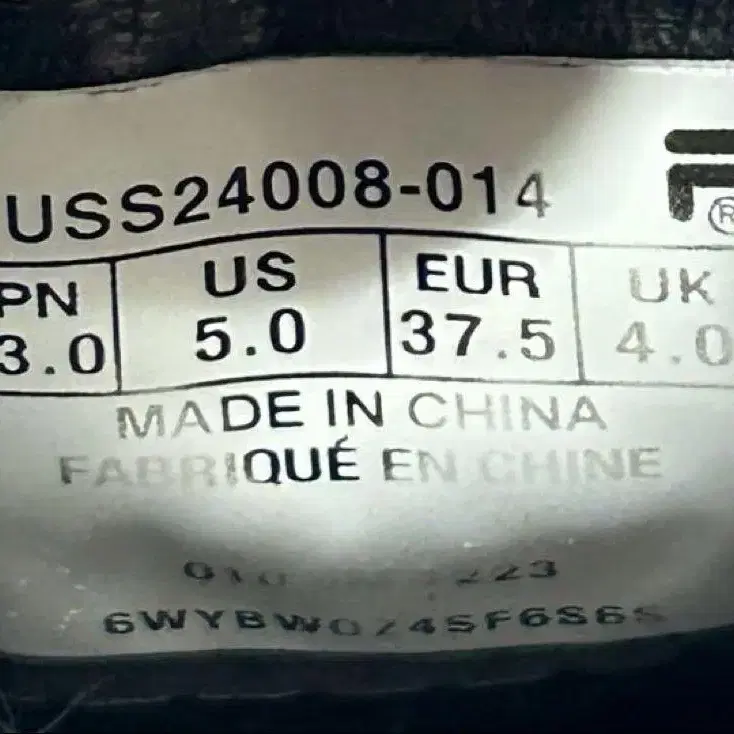 USS24008-014
PN US EUR UK
3.0 5.0 37.5 4.0
MADE IN CHINA
FABRIQUÉ EN CHINE